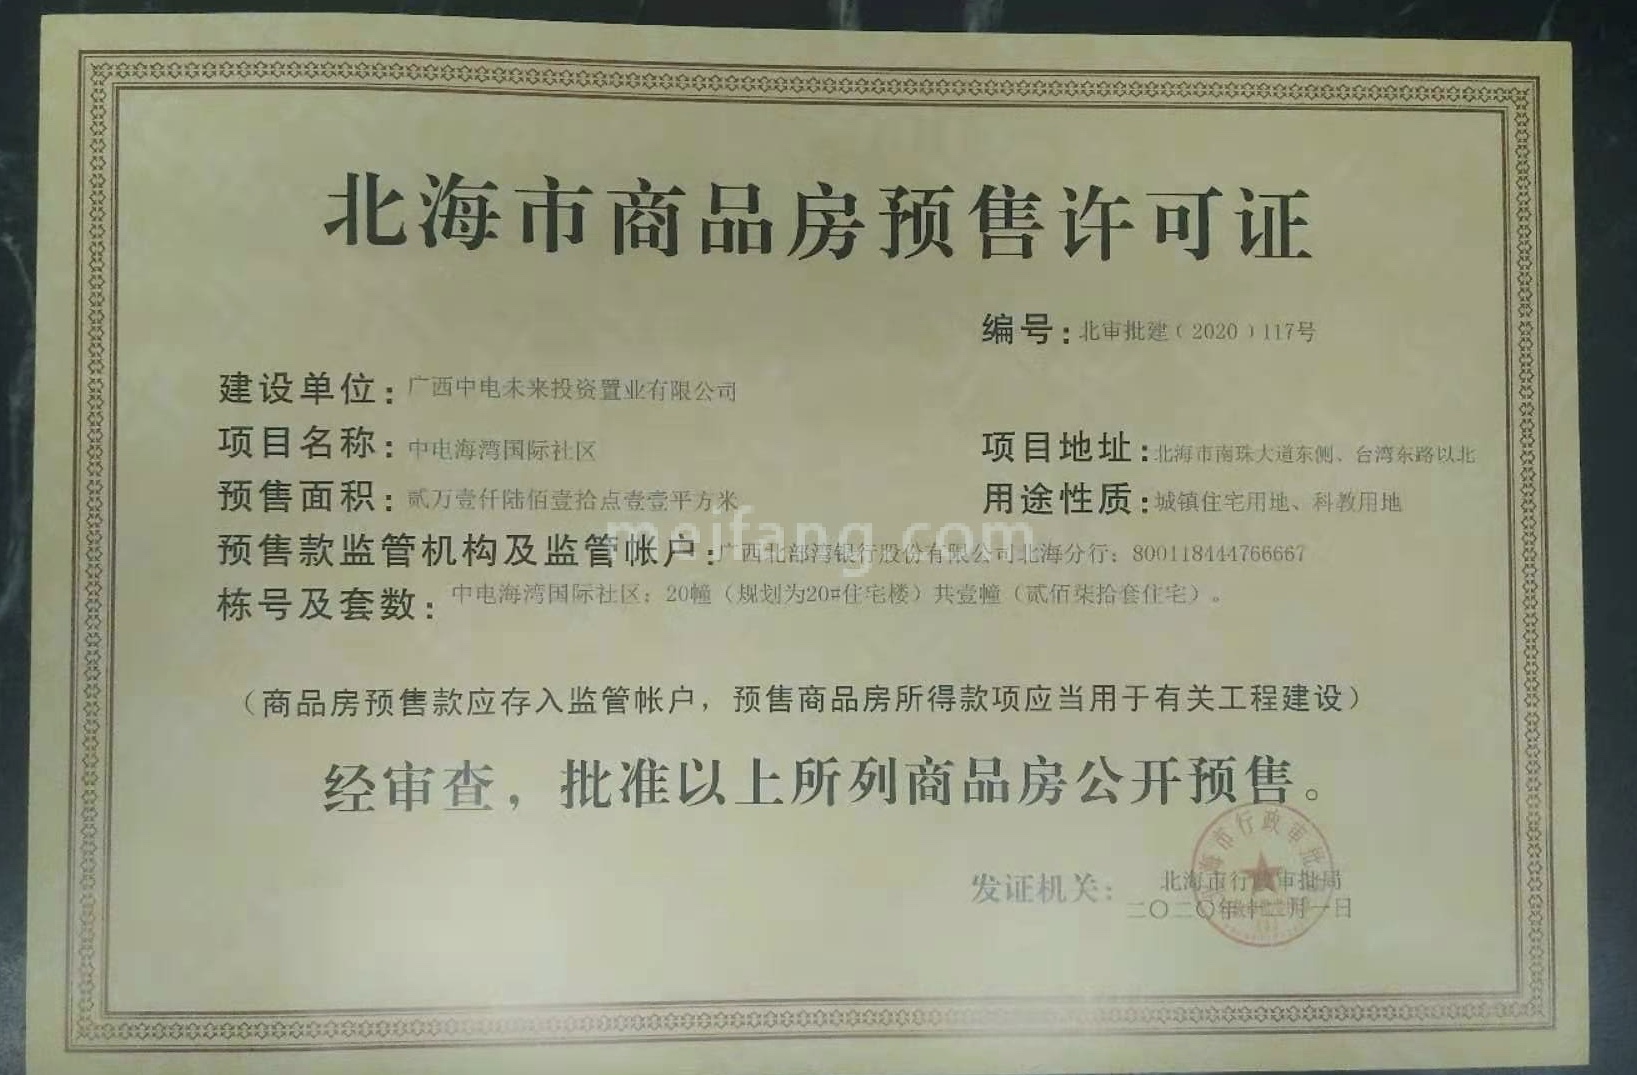 北海市商品房预售许可证
编号:北审批建﹝2020﹞117号
建设单位:广西中电未来投资置业有限公司
项目名称:中电海湾国际社区
项目地址:北海市南珠大道东侧、台湾东路以北
预售面积:贰万壹仟陆佰壹拾点壹壹平方米
用途性质:城镇住宅用地、科教用地
meifang.com
预售款监管机构及监管帐户:广西北部湾银行股份有限公司北海分行:800118444766667
栋号及套数:中电海湾国际社区:20幢(规划为20#住宅楼)共壹幢(贰佰柒拾套住宅)。
(商品房预售款应存入监管帐户,预售商品房所得款项应当用于有关工程建设)
经审查,批准以上所列商品房公开预售。
北海市行政审批
发证机关:北海市行政审批局
二〇二〇年 月一日